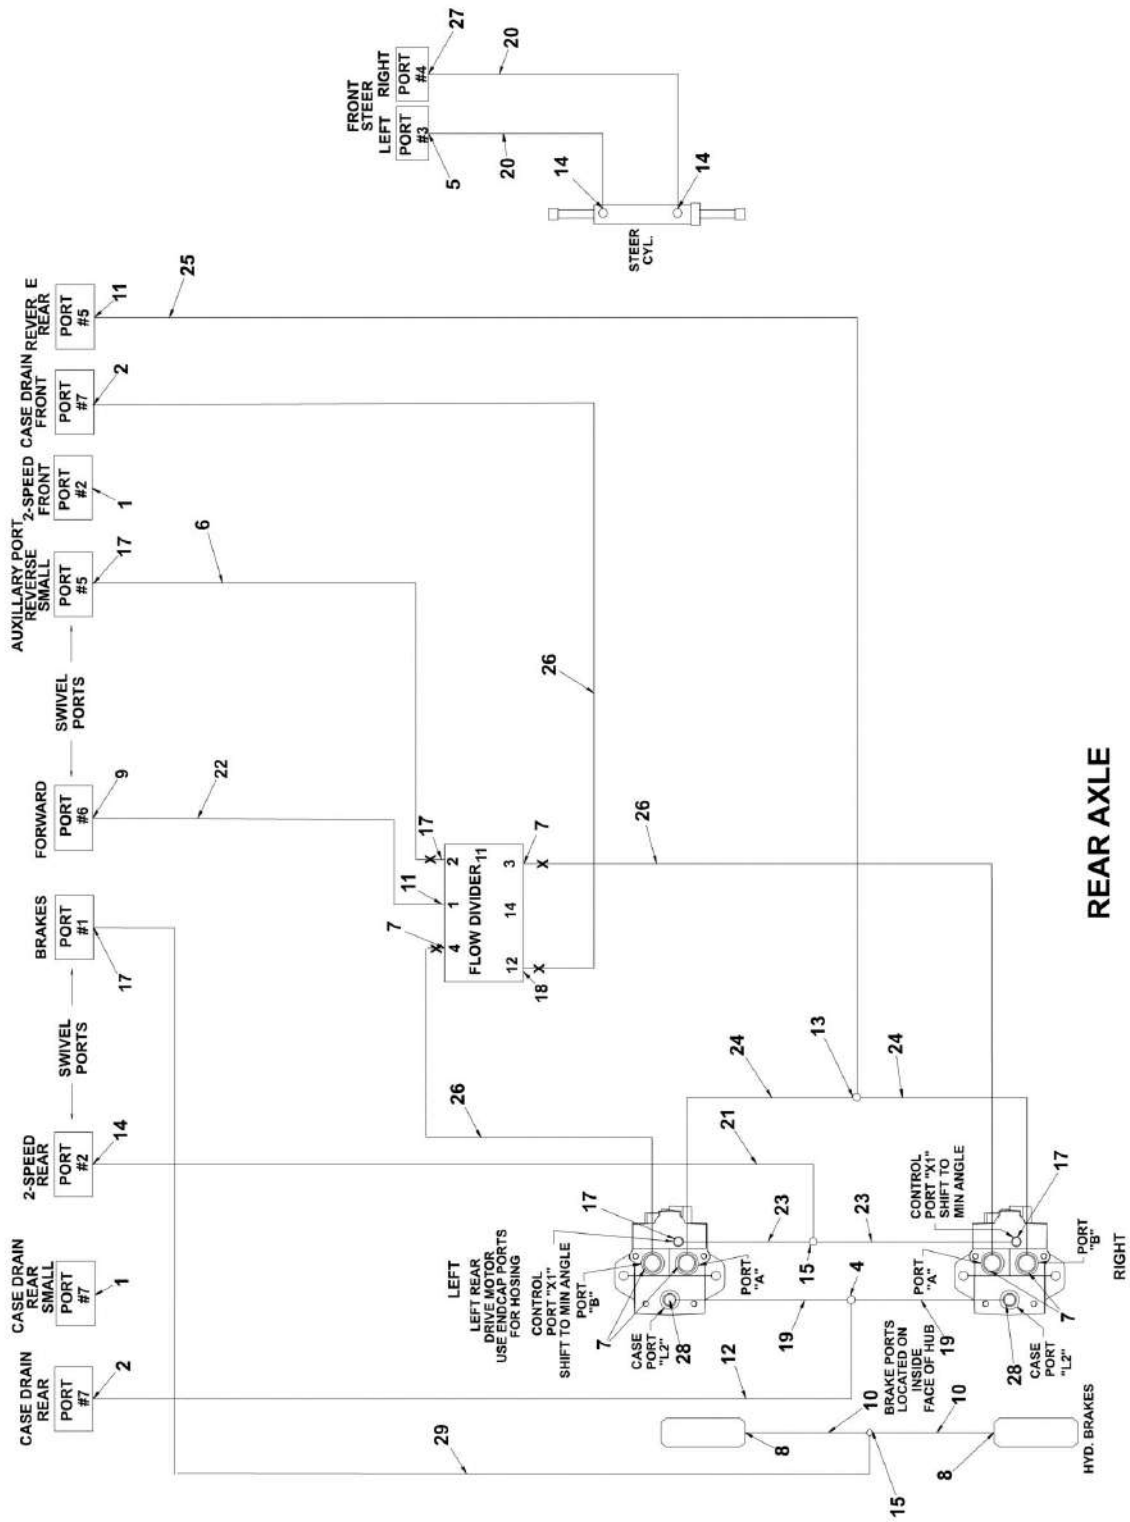 CASE DRAIN
REAR
PORT
#7
2
CASE DRAIN
REAR
SMALL
PORT
#7
1
2-SPEED
REAR
PORT
#2
14
SWIVEL
PORTS
BRAKES
PORT
#1
17
FORWARD
PORT
#6
9
SWIVEL
PORTS
AUXILLARY PORT
REVERSE
SMALL
PORT
#5
17
2-SPEED
FRONT
PORT
#2
1
CASE DRAIN
FRONT
PORT
#7
2
REVER E
REAR
PORT
#5
11
25
6
22
FRONT
STEER
LEFT RIGHT
PORT
#3
PORT
#4
27
5
20
20
14
14
STEER
CYL.
29
26
7
11
17
4 1 2
FLOW DIVIDER 11
12 14 3
18
7
26
26
LEFT
LEFT REAR
DRIVE MOTOR
USE ENDCAP PORTS
FOR HOSING
CONTROL
PORT "X1"
SHIFT TO MIN ANGLE
PORT
"B"
7
CASE
PORT
"L2"
28
17
PORT
"A"
21
24
13
24
23
15
23
4
12
19
19
CONTROL
PORT "X1"
SHIFT TO
MIN ANGLE
17
PORT
"A"
PORT
"B"
7
28
CASE
PORT
"L2"
RIGHT
BRAKE PORTS
LOCATED ON
INSIDE
FACE OF HUB
10
10
8
8
15
HYD. BRAKES
REAR AXLE